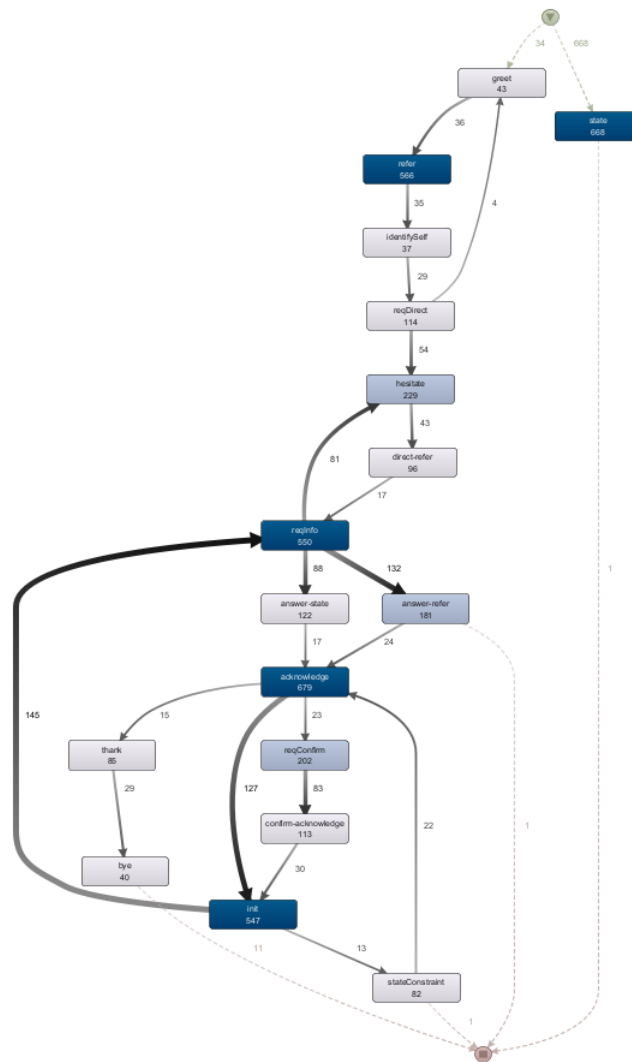 34
668
greet
43
state
668
36
refer
566
35
4
identifySelf
37
29
reqDirect
114
54
hesitate
229
43
81
direct-refer
96
17
reqInfo
550
88
132
answer-state
122
answer-refer
181
1
17
24
acknowledge
679
145
15
23
thank
85
reqConfirm
202
127
83
22
1
29
confirm-acknowledge
113
30
bye
40
init
547
11
13
stateConstraint
82
1